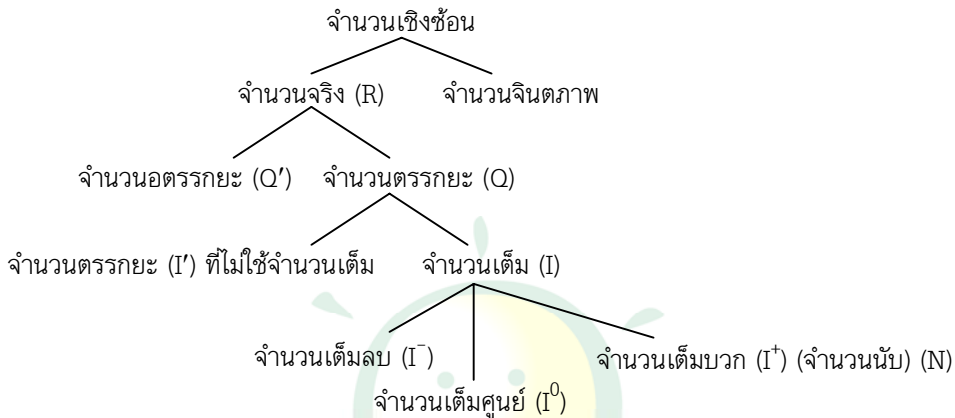 จำนวนเชิงซ้อน
จำนวนจริง (R) จำนวนจินตภาพ
จำนวนอตรรกยะ (Q′) จำนวนตรรกยะ (Q)
จำนวนตรรกยะ (I′) ที่ไม่ใช้จำนวนเต็ม จำนวนเต็ม (I)
จำนวนเต็มลบ (I⁻) จำนวนเต็มบวก (I⁺) (จำนวนนับ) (N)
จำนวนเต็มศูนย์ (I⁰)